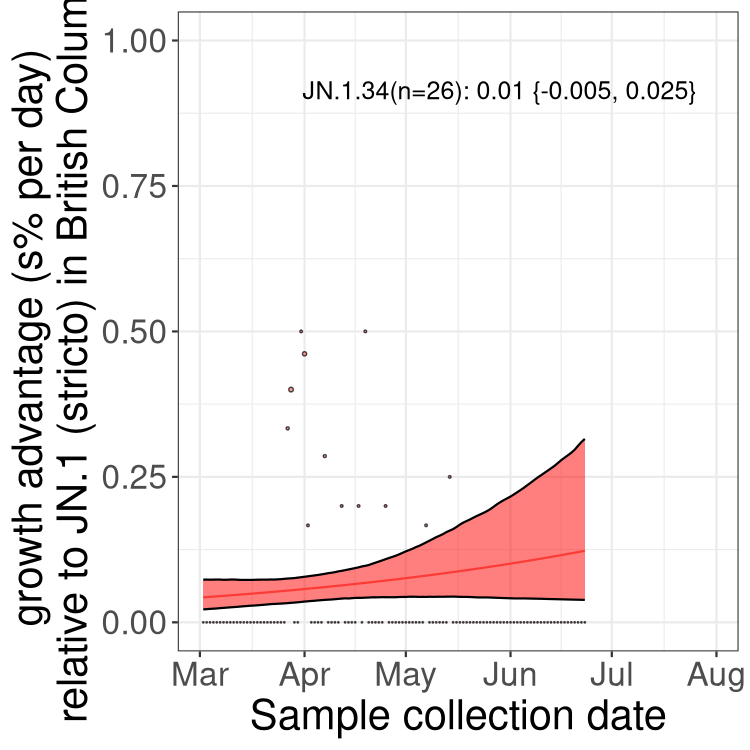 growth advantage (s% per day)
relative to JN.1 (stricto) in British Colum
1.00
0.75
0.50
0.25
0.00
JN.1.34(n=26): 0.01 {-0.005, 0.025}
Mar Apr May Jun Jul Aug
Sample collection date